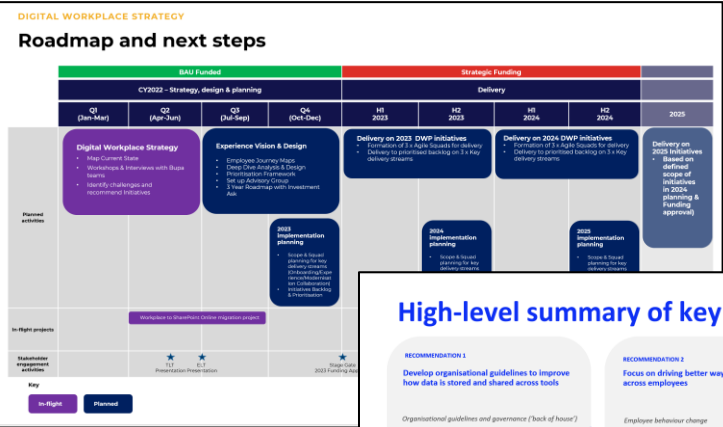 DIGITAL WORKPLACE STRATEGY
Roadmap and next steps
BAU Funded
Strategic Funding
CY2022 – Strategy, design & planning
Delivery
Q1
(Jan-Mar)
Q2
(Apr-Jun)
Q3
(Jul-Sep)
Q4
(Oct-Dec)
H1
2023
H2
2023
H1
2024
H2
2024
2025
Planned
activities
Digital Workplace Strategy
• Map Current State
• Workshops & Interviews with Bupa
teams
• Identify challenges and
recommend Initiatives
Experience Vision & Design
• Employee Journey Maps
• Deep Dive Analysis & Design
• Prioritisation Framework
• Set up Advisory Group
• 3 Year Roadmap with Investment
Ask
Delivery on 2023 DWP initiatives
• Formation of 3 x Agile Squads for delivery
• Delivery to prioritised backlog on 3 x Key
delivery streams
Delivery on 2024 DWP initiatives
• Formation of 3 x Agile Squads for delivery
• Delivery to prioritised backlog on 3 x Key
delivery streams
Delivery on
2025 Initiatives
• Based on
defined
scope of
initiatives
in 2024
planning &
Funding
approval)
2023
implementation
planning
• Scope & Squad
planning for key
delivery streams
(Onboarding/Expe
rience/Modernisat
ion Collaboration)
• Initiatives Backlog
& Prioritisation
2024
implementation
planning
• Scope & Squad
planning for key
delivery streams
2025
implementation
planning
• Scope & Squad
planning for key
delivery streams
In-flight projects
Workplace to SharePoint Online migration project
Stakeholder
engagement
activities
TLT
Presentation
ELT
Presentation
Stage Gate
2023 Funding App
Key
In-flight
Planned
High-level summary of key
RECOMMENDATION 1
Develop organisational guidelines to improve
how data is stored and shared across tools
Organisational guidelines and governance ('back of house')
RECOMMENDATION 2
Focus on driving better way
across employees
Employee behaviour change